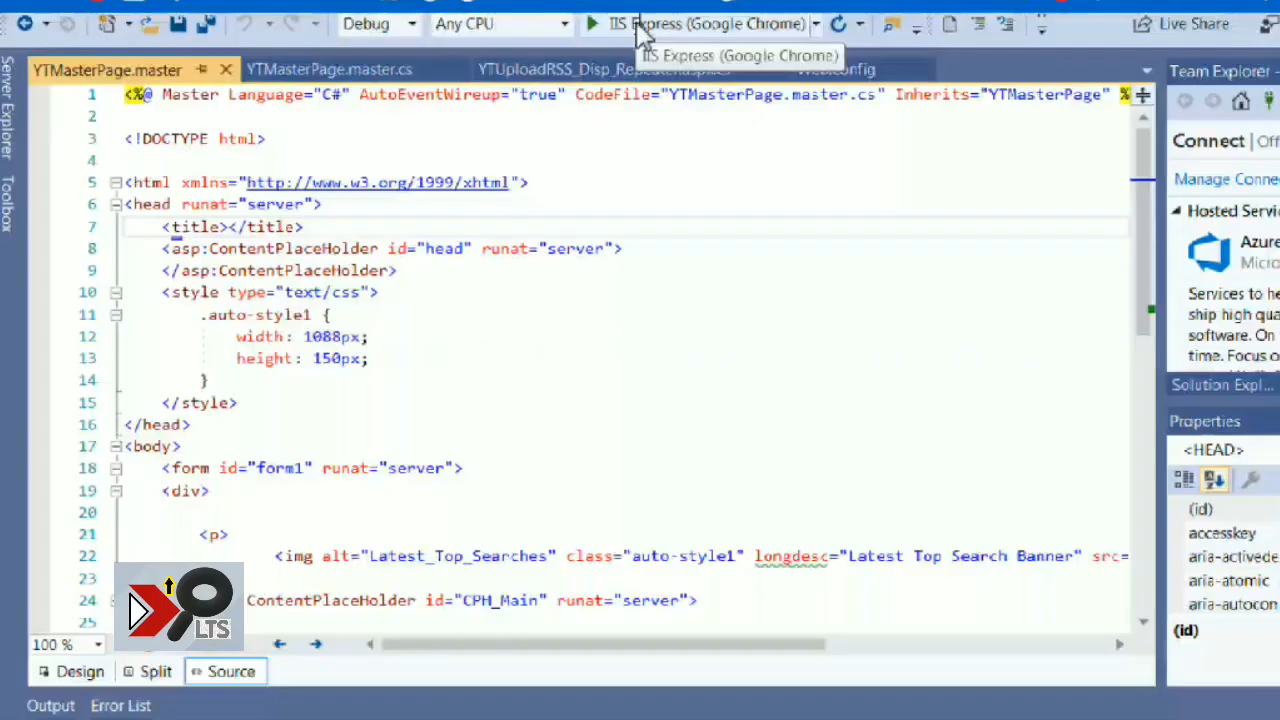 Debug Any CPU IIS Express (Google Chrome) Live Share
IIS Express (Google Chrome)
YTMasterPage.master YTMasterPage.master.cs
Server Explorer
Toolbox
1 <%@ Master Language="C#" AutoEventWireup="true" CodeFile="YTMasterPage.master.cs" Inherits="YTMasterPage" %
2
3 <!DOCTYPE html>
4
5 <html xmlns="http://www.w3.org/1999/xhtml">
6 <head runat="server">
7 <title></title>
8 <asp:ContentPlaceHolder id="head" runat="server">
9 </asp:ContentPlaceHolder>
10 <style type="text/css">
11 .auto-style1 {
12 width: 1088px;
13 height: 150px;
14 }
15 </style>
16 </head>
17 <body>
18 <form id="form1" runat="server">
19 <div>
20
21 <p>
22 <img alt="Latest_Top_Searches" class="auto-style1" longdesc="Latest Top Search Banner" src=
23
24 ContentPlaceHolder id="CPH_Main" runat="server">
25
LTS
100 %
Design Split Source
Output Error List
Team Explorer
Connect | Off
Manage Conne
Hosted Servi
Azure
Micro
Services to he
ship high qua
software. On
time. Focus o
Solution Expl...
Properties
<HEAD>
(id)
accesskey
aria-activede
aria-atomic
aria-autocon
(id)